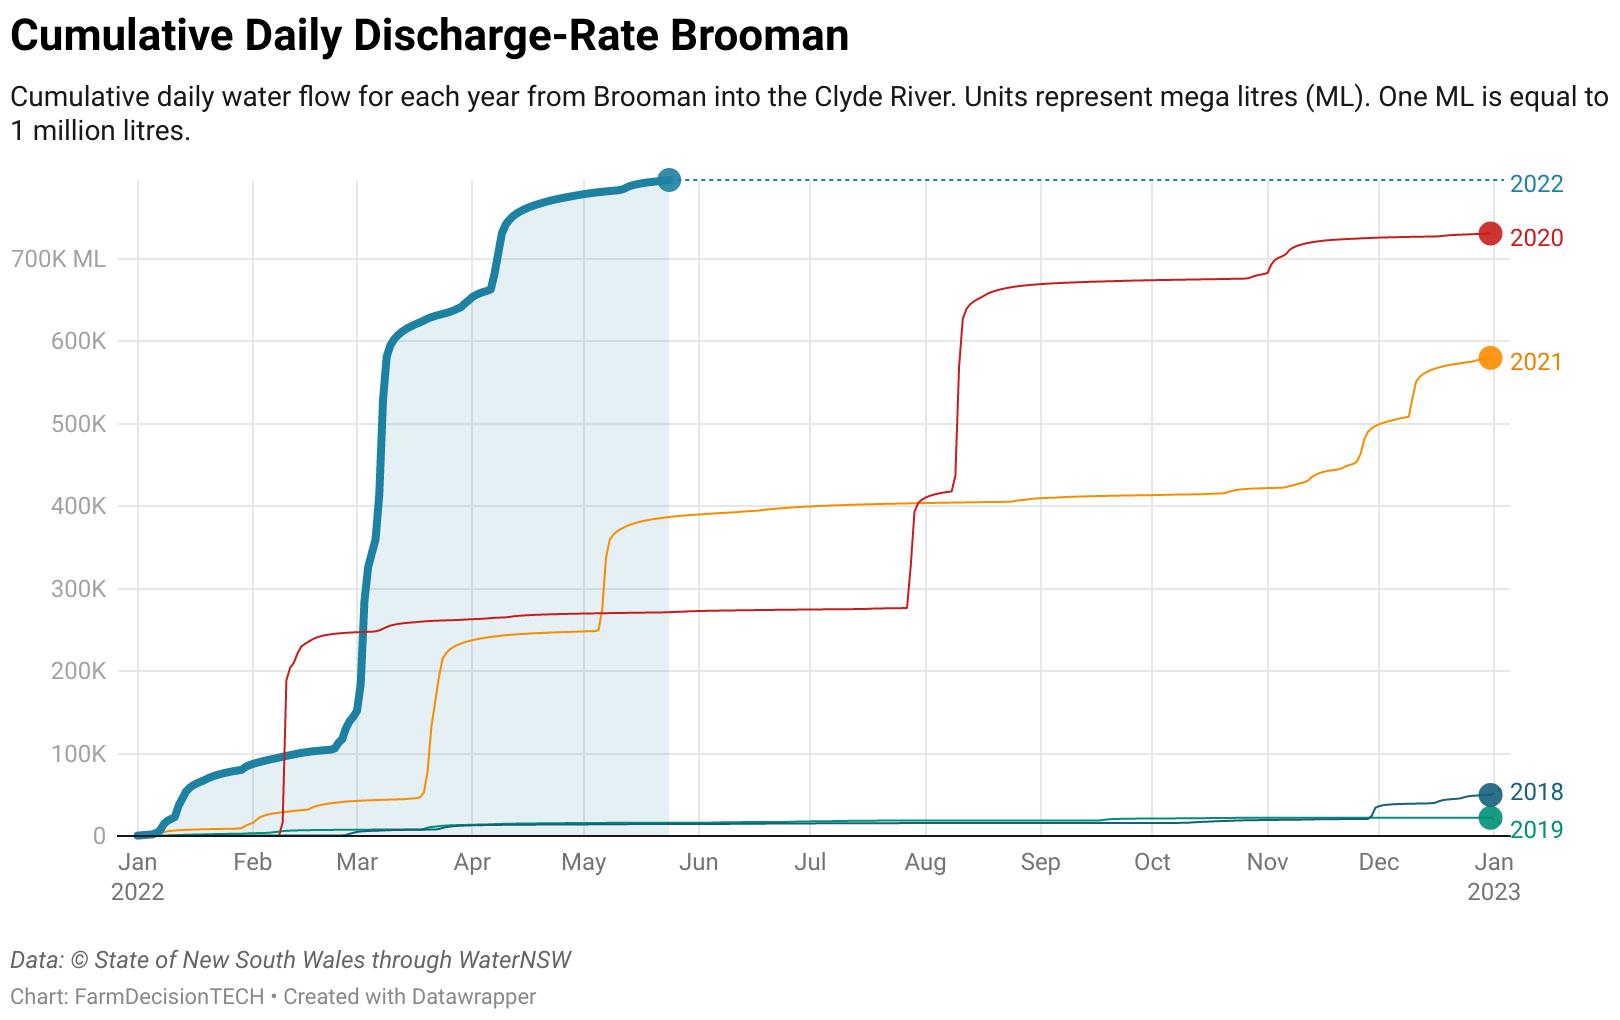 Cumulative Daily Discharge-Rate Brooman
Cumulative daily water flow for each year from Brooman into the Clyde River. Units represent mega litres (ML). One ML is equal to
1 million litres.
2022
2020
700K ML
600K
2021
500K
400K
300K
200K
100K
2018
2019
0
Jan Feb Mar Apr May Jun Jul Aug Sep Oct Nov Dec Jan
2022 2023
Data: © State of New South Wales through WaterNSW
Chart: FarmDecisionTECH • Created with Datawrapper